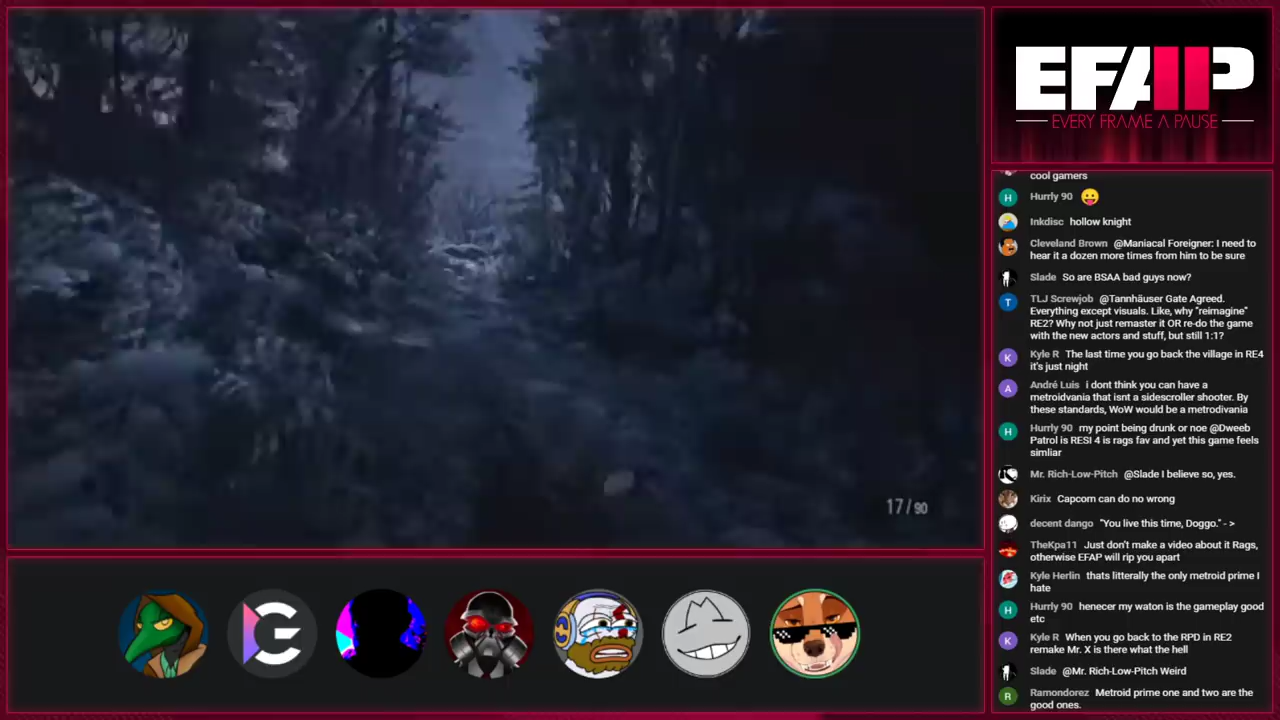 EFAP
EVERY FRAME A PAUSE
cool gamers
Hurrly 90
Inkdisc hollow knight
Cleveland Brown @Maniacal Foreigner: I need to
hear it a dozen more times from him to be sure
Slade So are BSAA bad guys now?
TLJ Screwjob @Tannhäuser Gate Agreed.
Everything except visuals. Like, why "reimagine"
RE2? Why not just remaster it OR re-do the game
with the new actors and stuff, but still 1:1?
Kyle R The last time you go back the village in RE4
it's just night
André Luis i dont think you can have a
metroidvania that isnt a sidescroller shooter. By
these standards, WoW would be a metrodivania
Hurrly 90 my point being drunk or noe @Dweeb
Patrol is RESI 4 is rags fav and yet this game feels
simliar
Mr. Rich-Low-Pitch @Slade I believe so, yes.
Kirix Capcom can do no wrong
decent dango "You live this time, Doggo." - >
TheKpa11 Just don't make a video about it Rags,
otherwise EFAP will rip you apart
Kyle Herlin thats litterally the only metroid prime I
hate
Hurrly 90 henecer my waton is the gameplay good
etc
Kyle R When you go back to the RPD in RE2
remake Mr. X is there what the hell
Slade @Mr. Rich-Low-Pitch Weird
Ramondorez Metroid prime one and two are the
good ones.
17/90